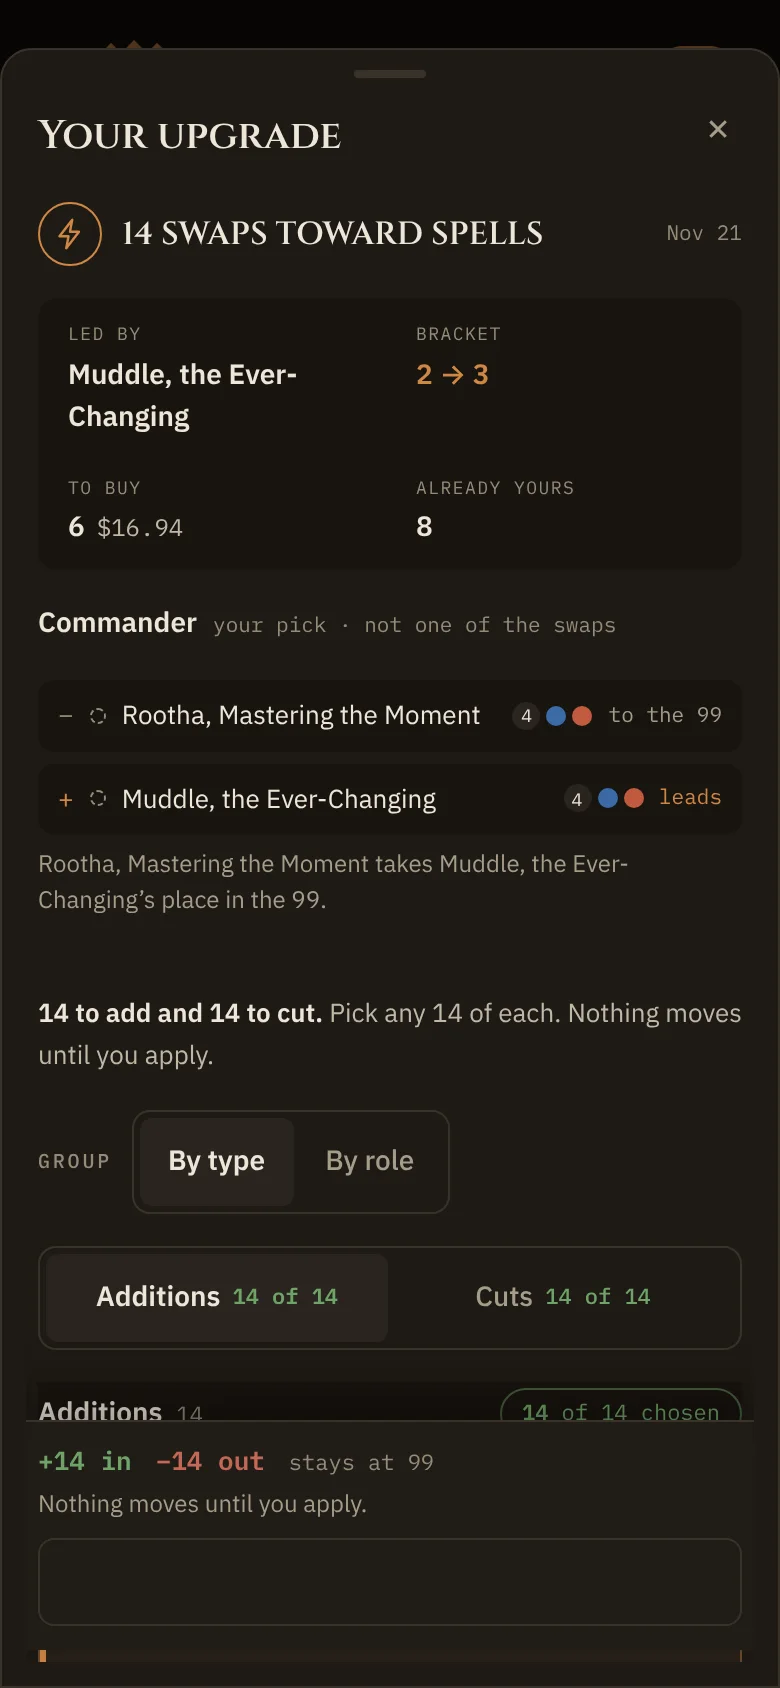 Your upgrade ✕
14 SWAPS TOWARD SPELLS Nov 21
LED BY BRACKET
Muddle, the Ever- 2 → 3
Changing
TO BUY ALREADY YOURS
6 $16.94 8
Commander your pick · not one of the swaps
− Rootha, Mastering the Moment 4 to the 99
+ Muddle, the Ever-Changing 4 leads
Rootha, Mastering the Moment takes Muddle, the Ever-
Changing’s place in the 99.
14 to add and 14 to cut. Pick any 14 of each. Nothing moves
until you apply.
GROUP By type By role
Additions 14 of 14 Cuts 14 of 14
Additions 14 14 of 14 chosen
+14 in −14 out stays at 99
Nothing moves until you apply.